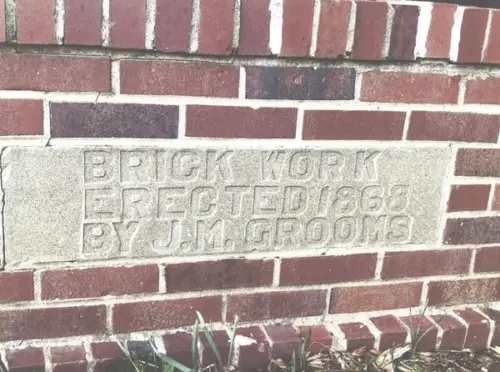 BRICK WORK
ERECTED 1868
BY J.M. GROOMS